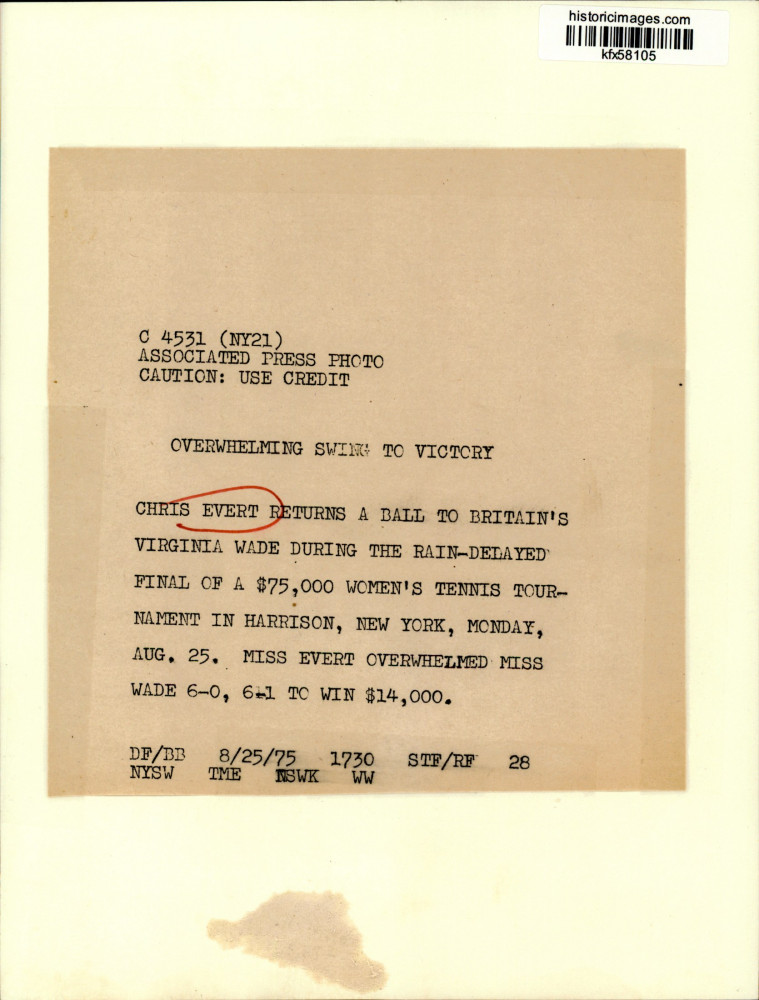 historicimages.com
kfx58105
C 4531 (NY21)
ASSOCIATED PRESS PHOTO
CAUTION: USE CREDIT
OVERWHELMING SWING TO VICTORY
CHRIS EVERT RETURNS A BALL TO BRITAIN'S
VIRGINIA WADE DURING THE RAIN-DELAYED
FINAL OF A $75,000 WOMEN'S TENNIS TOUR-
NAMENT IN HARRISON, NEW YORK, MONDAY,
AUG. 25. MISS EVERT OVERWHELMED MISS
WADE 6-0, 6-1 TO WIN $14,000.
DF/BB 8/25/75 1730 STF/RF 28
NYSW TME NSWK WW